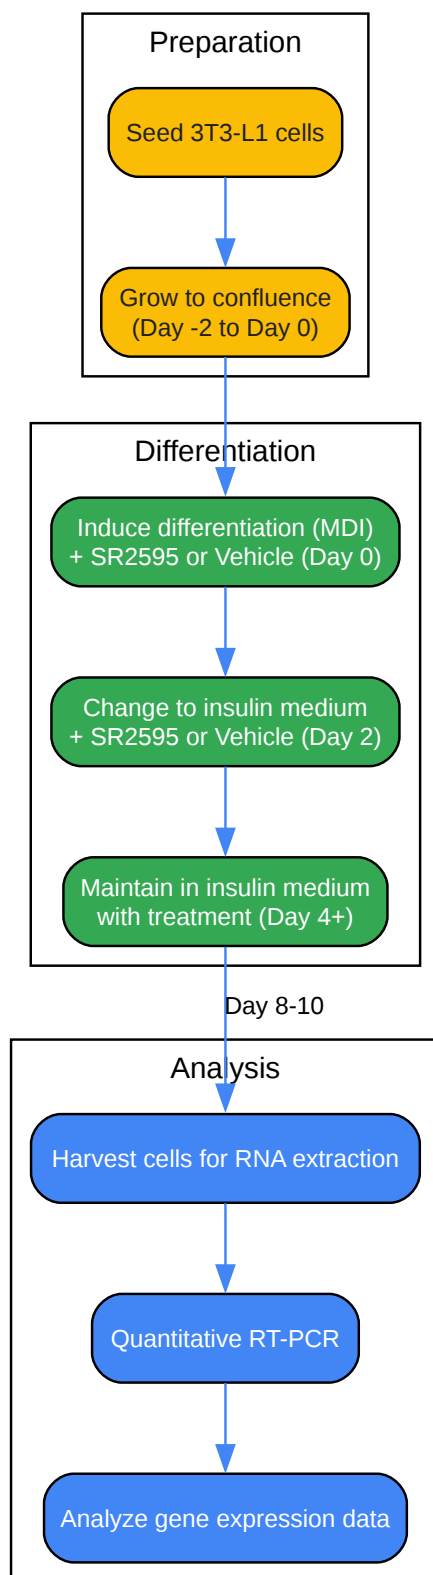 Preparation
Seed 3T3-L1 cells
Grow to confluence
(Day -2 to Day 0)
Differentiation
Induce differentiation (MDI)
+ SR2595 or Vehicle (Day 0)
Change to insulin medium
+ SR2595 or Vehicle (Day 2)
Maintain in insulin medium
with treatment (Day 4+)
Day 8-10
Analysis
Harvest cells for RNA extraction
Quantitative RT-PCR
Analyze gene expression data